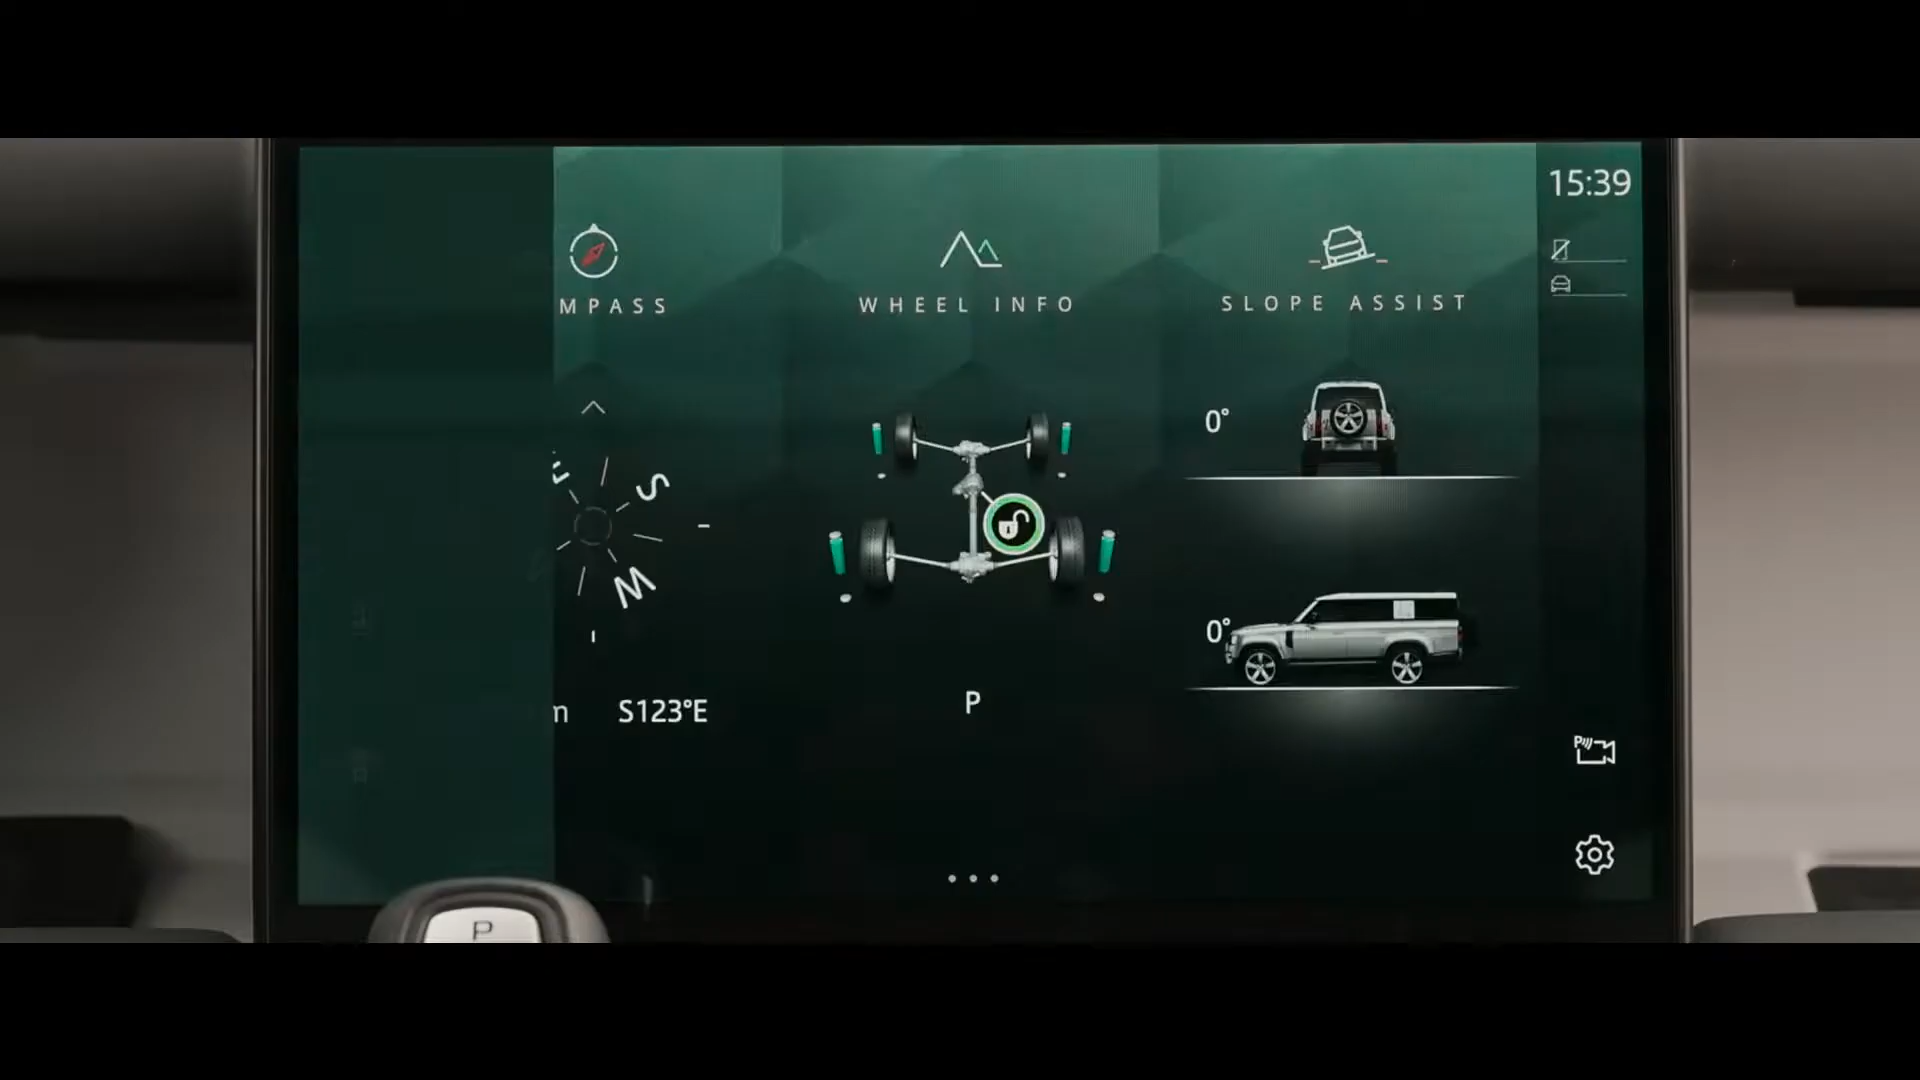 15:39
MPASS
WHEEL INFO
SLOPE ASSIST
0°
E
S
W
0°
m
S123°E
P
P
P